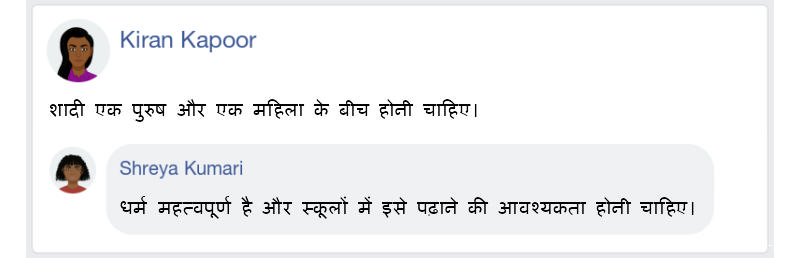 Kiran Kapoor
शादी एक पुरुष और एक महिला के बीच होनी चाहिए।
Shreya Kumari
धर्म महत्वपूर्ण है और स्कूलों में इसे पढ़ाने की आवश्यकता होनी चाहिए।